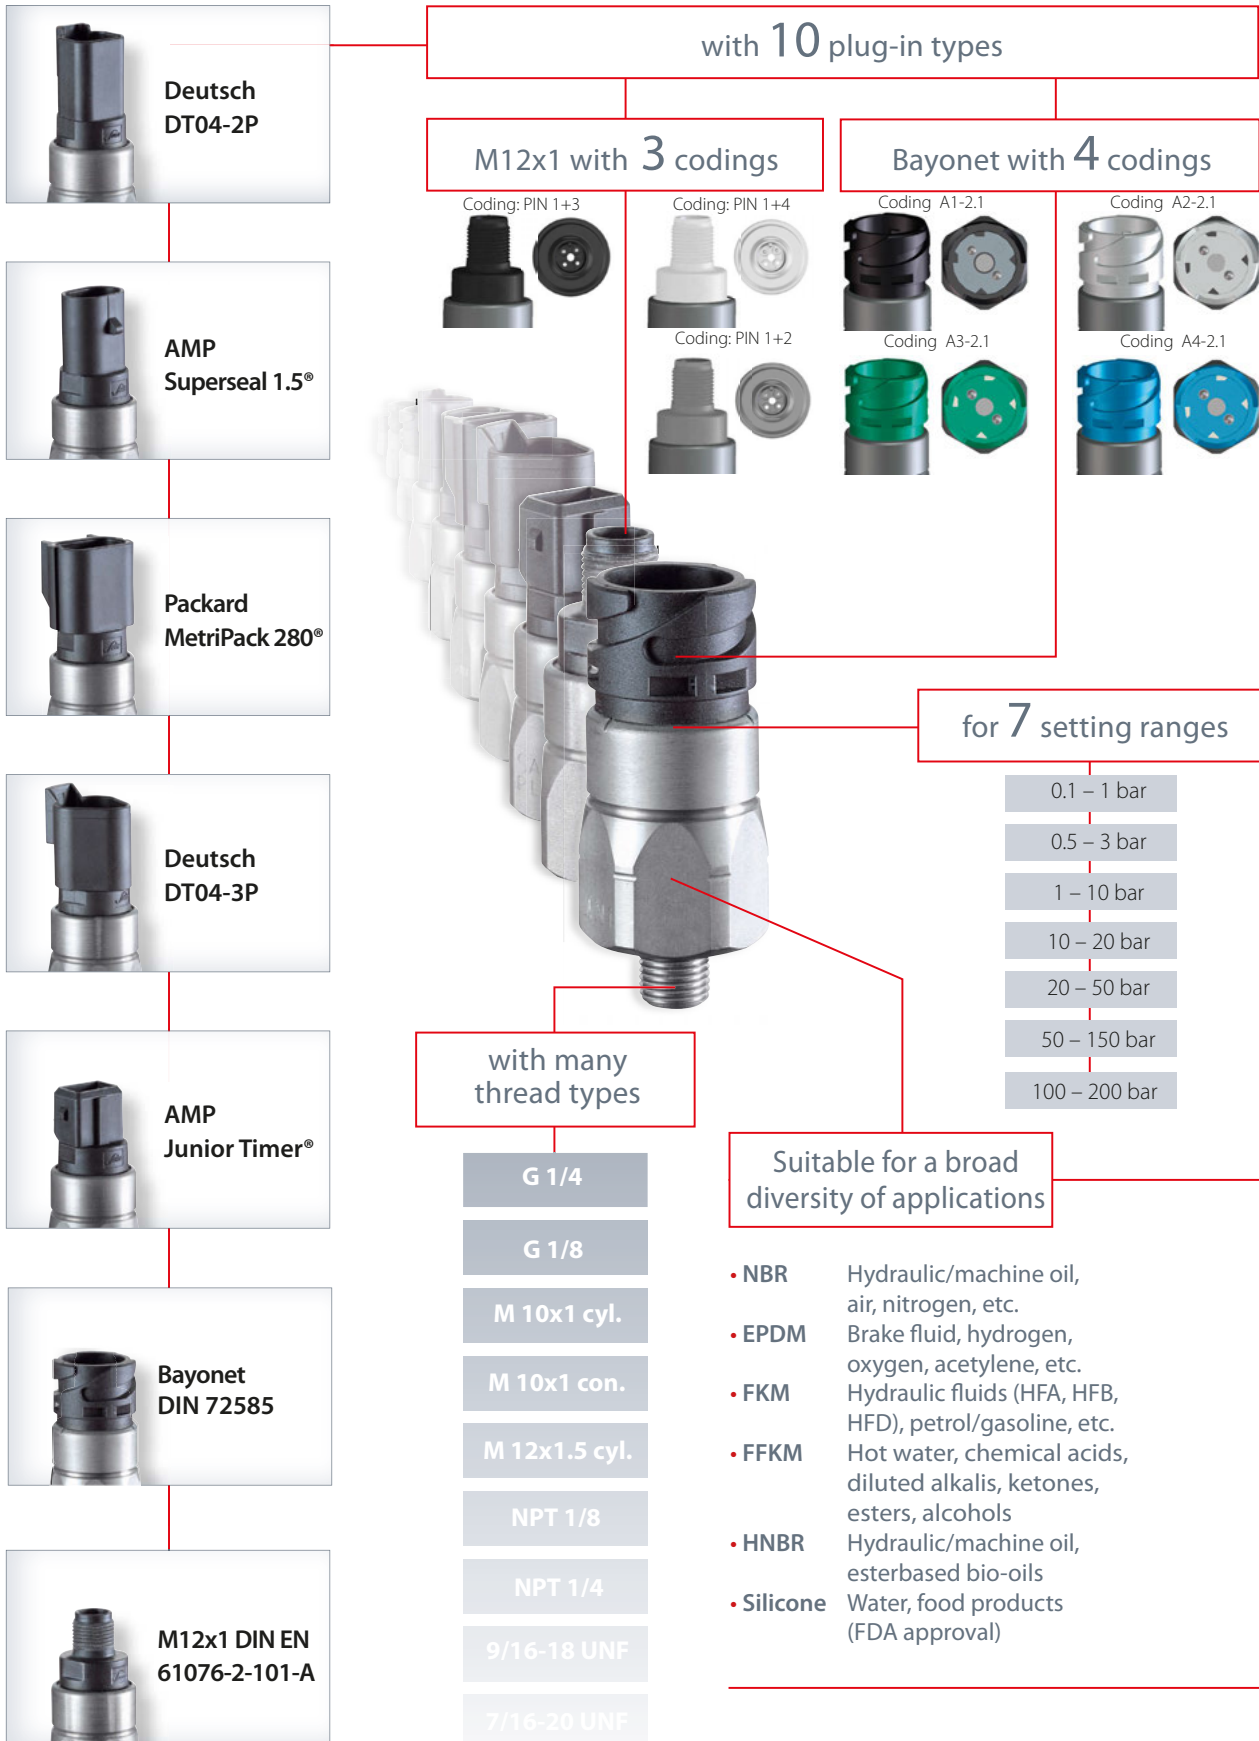 Deutsch
DT04-2P
AMP
Superseal 1.5®
Packard
MetriPack 280®
Deutsch
DT04-3P
AMP
Junior Timer®
Bayonet
DIN 72585
M12x1 DIN EN
61076-2-101-A
with 10 plug-in types
M12x1 with 3 codings
Coding: PIN 1+3
Coding: PIN 1+4
Coding: PIN 1+2
Bayonet with 4 codings
Coding A1-2.1
Coding A2-2.1
Coding A3-2.1
Coding A4-2.1
for 7 setting ranges
0.1 – 1 bar
0.5 – 3 bar
1 – 10 bar
10 – 20 bar
20 – 50 bar
50 – 150 bar
100 – 200 bar
with many
thread types
G 1/4
G 1/8
M 10x1 cyl.
M 10x1 con.
M 12x1.5 cyl.
NPT 1/8
NPT 1/4
9/16-18 UNF
7/16-20 UNF
Suitable for a broad
diversity of applications
• NBR Hydraulic/machine oil,
air, nitrogen, etc.
• EPDM Brake fluid, hydrogen,
oxygen, acetylene, etc.
• FKM Hydraulic fluids (HFA, HFB,
HFD), petrol/gasoline, etc.
• FFKM Hot water, chemical acids,
diluted alkalis, ketones,
esters, alcohols
• HNBR Hydraulic/machine oil,
esterbased bio-oils
• Silicone Water, food products
(FDA approval)